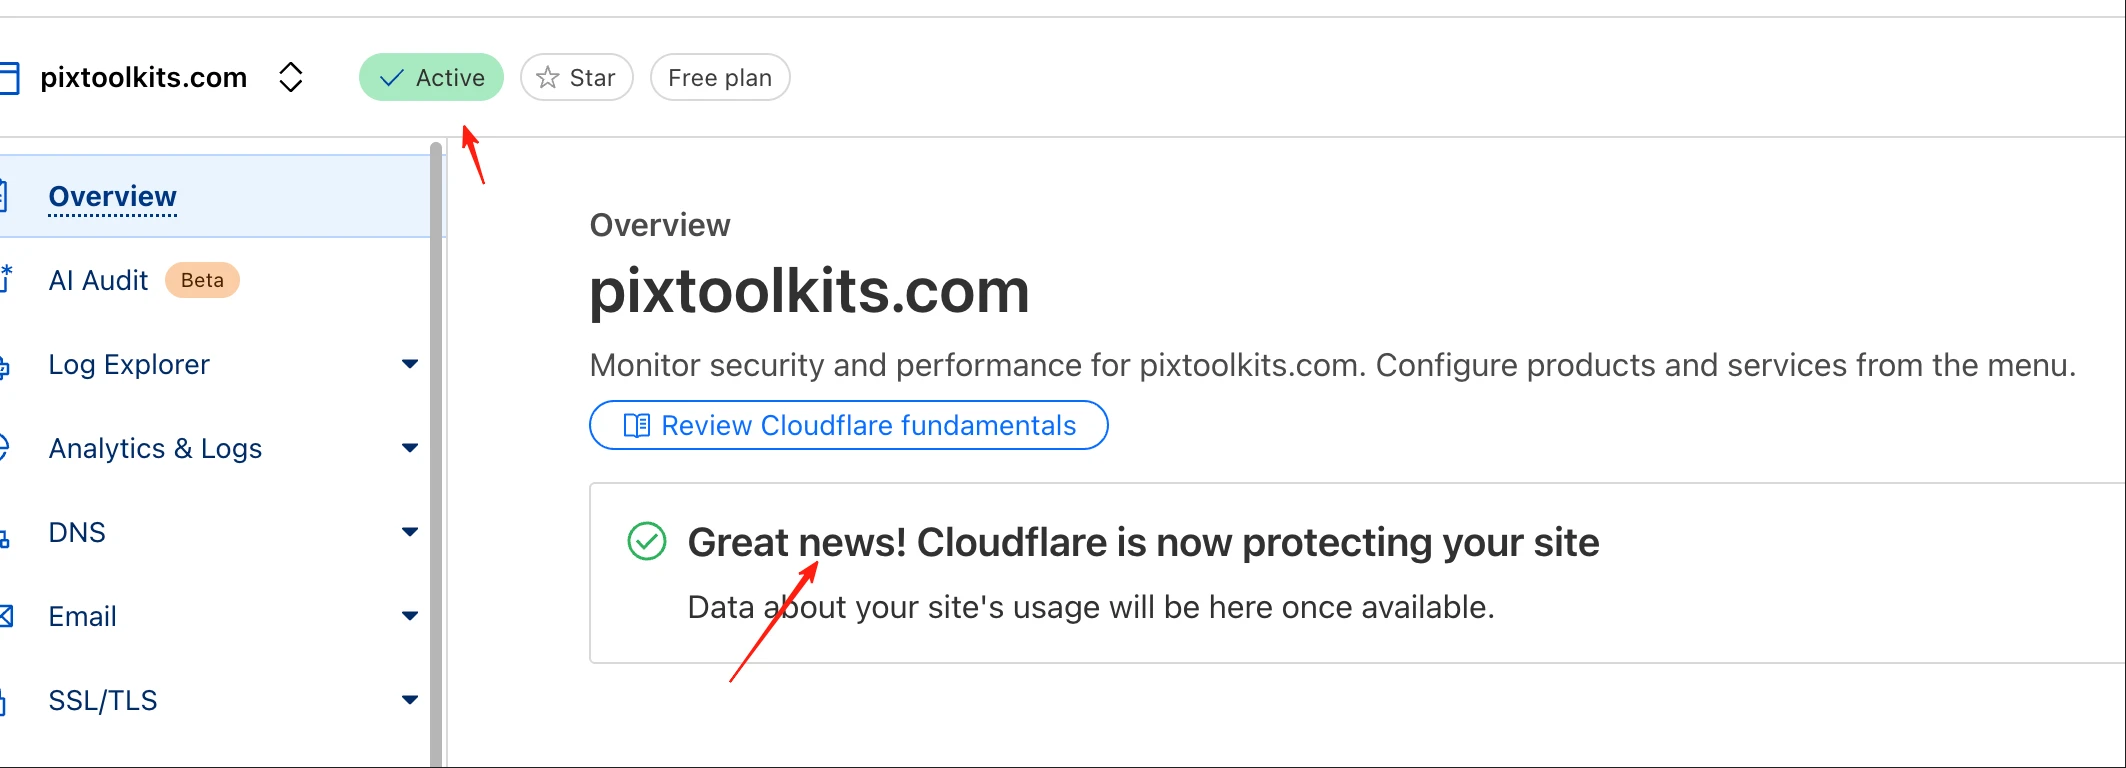 pixtoolkits.com
Active
Star
Free plan
Overview
AI Audit Beta
Log Explorer
Analytics & Logs
DNS
Email
SSL/TLS
Overview
pixtoolkits.com
Monitor security and performance for pixtoolkits.com. Configure products and services from the menu.
Review Cloudflare fundamentals
Great news! Cloudflare is now protecting your site
Data about your site's usage will be here once available.